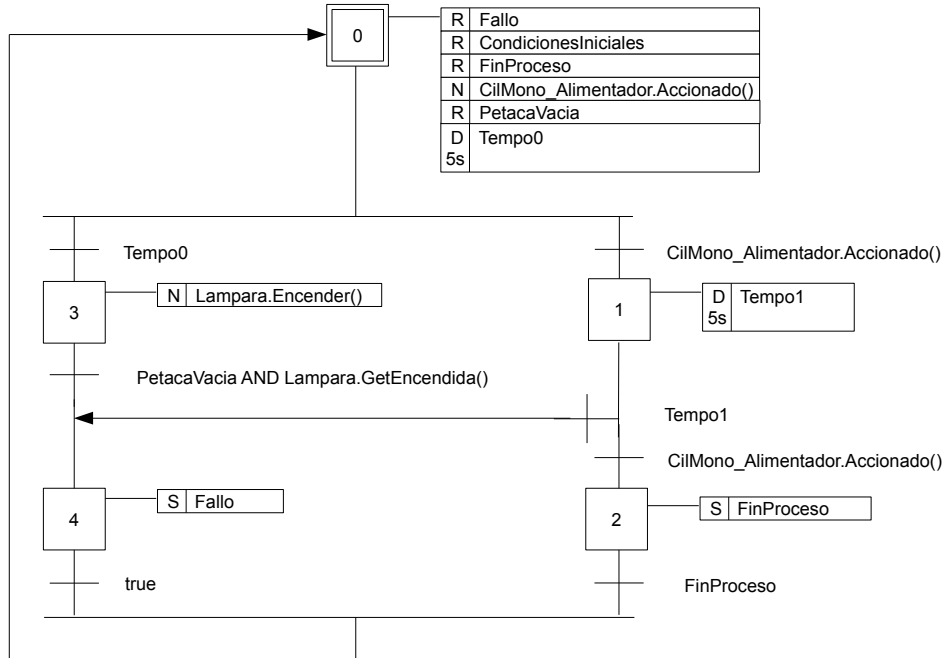 0
R Fallo
R CondicionesIniciales
R FinProceso
N CilMono_Alimentador.Accionado()
R PetacaVacia
D Tempo0
5s
Tempo0
CilMono_Alimentador.Accionado()
3
N Lampara.Encender()
1
D Tempo1
5s
PetacaVacia AND Lampara.GetEncendida()
Tempo1
CilMono_Alimentador.Accionado()
4
S Fallo
2
S FinProceso
true
FinProceso